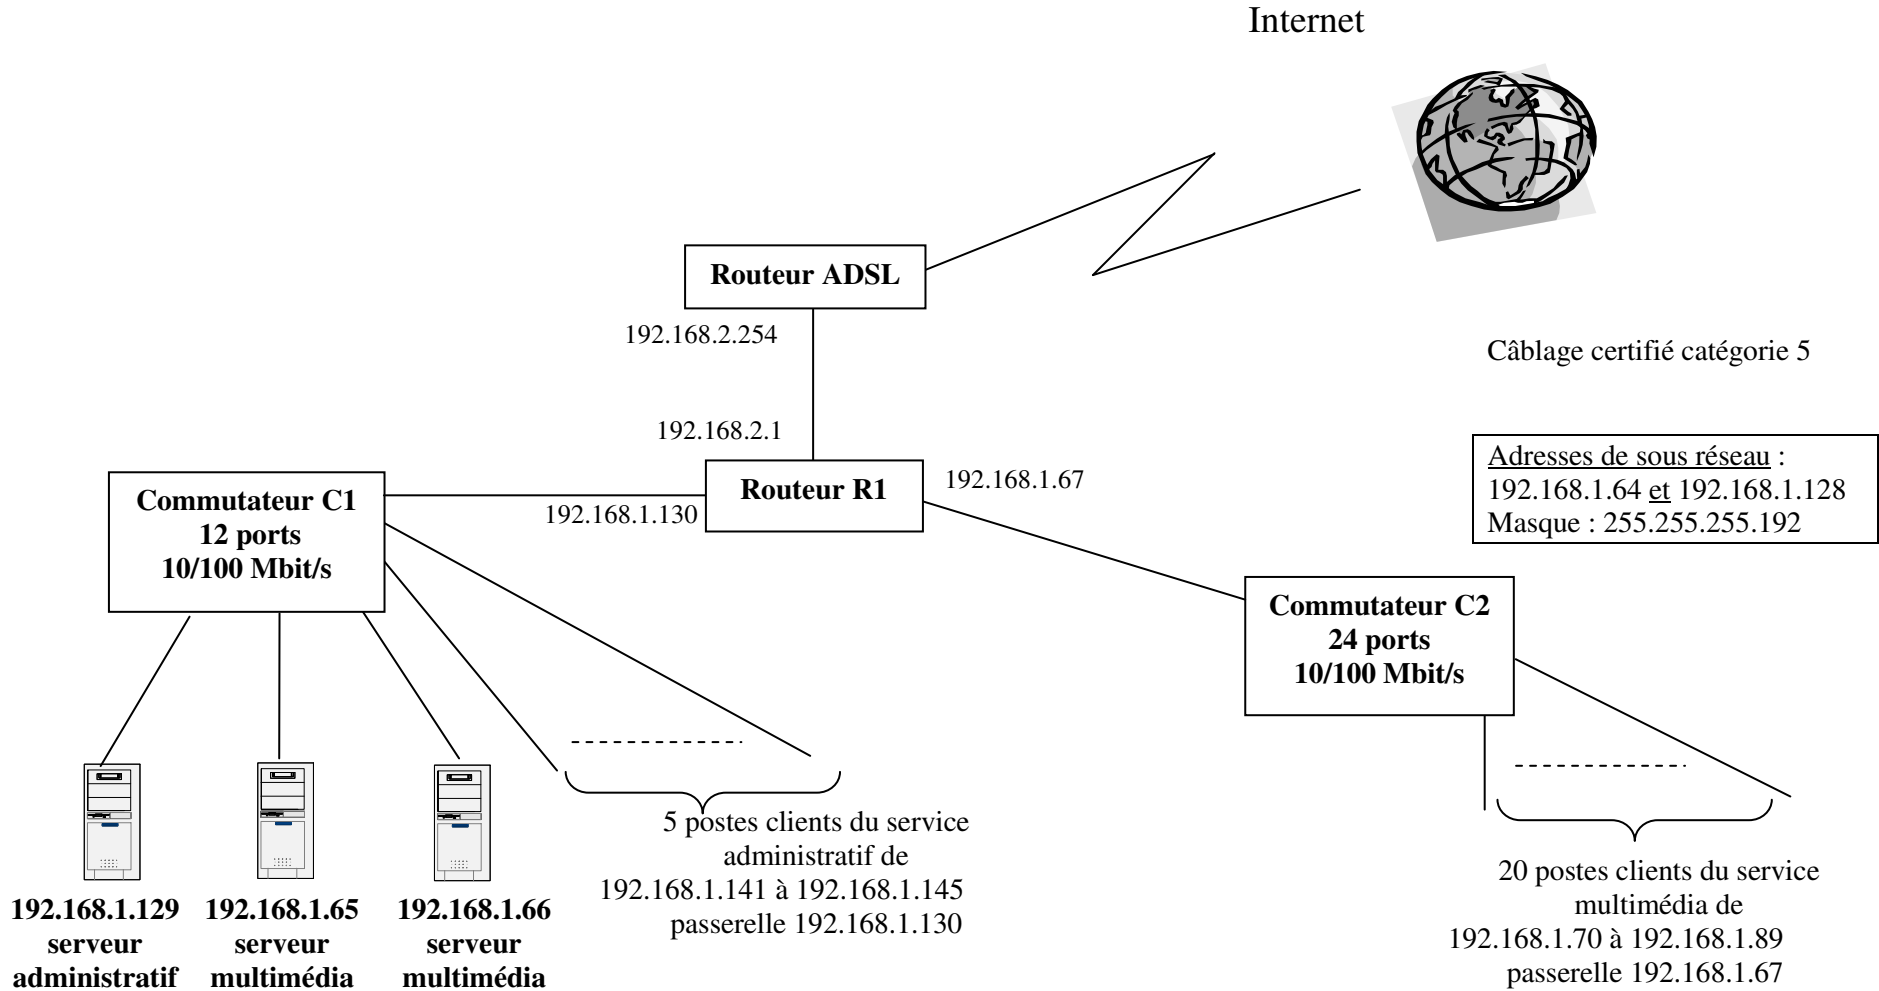 Internet
Routeur ADSL
192.168.2.254
Câblage certifié catégorie 5
192.168.2.1
Routeur R1
192.168.1.67
192.168.1.130
Adresses de sous réseau :
192.168.1.64 et 192.168.1.128
Masque : 255.255.255.192
Commutateur C1
12 ports
10/100 Mbit/s
Commutateur C2
24 ports
10/100 Mbit/s
192.168.1.129
serveur
administratif
192.168.1.65
serveur
multimédia
192.168.1.66
serveur
multimédia
5 postes clients du service
administratif de
192.168.1.141 à 192.168.1.145
passerelle 192.168.1.130
20 postes clients du service
multimédia de
192.168.1.70 à 192.168.1.89
passerelle 192.168.1.67